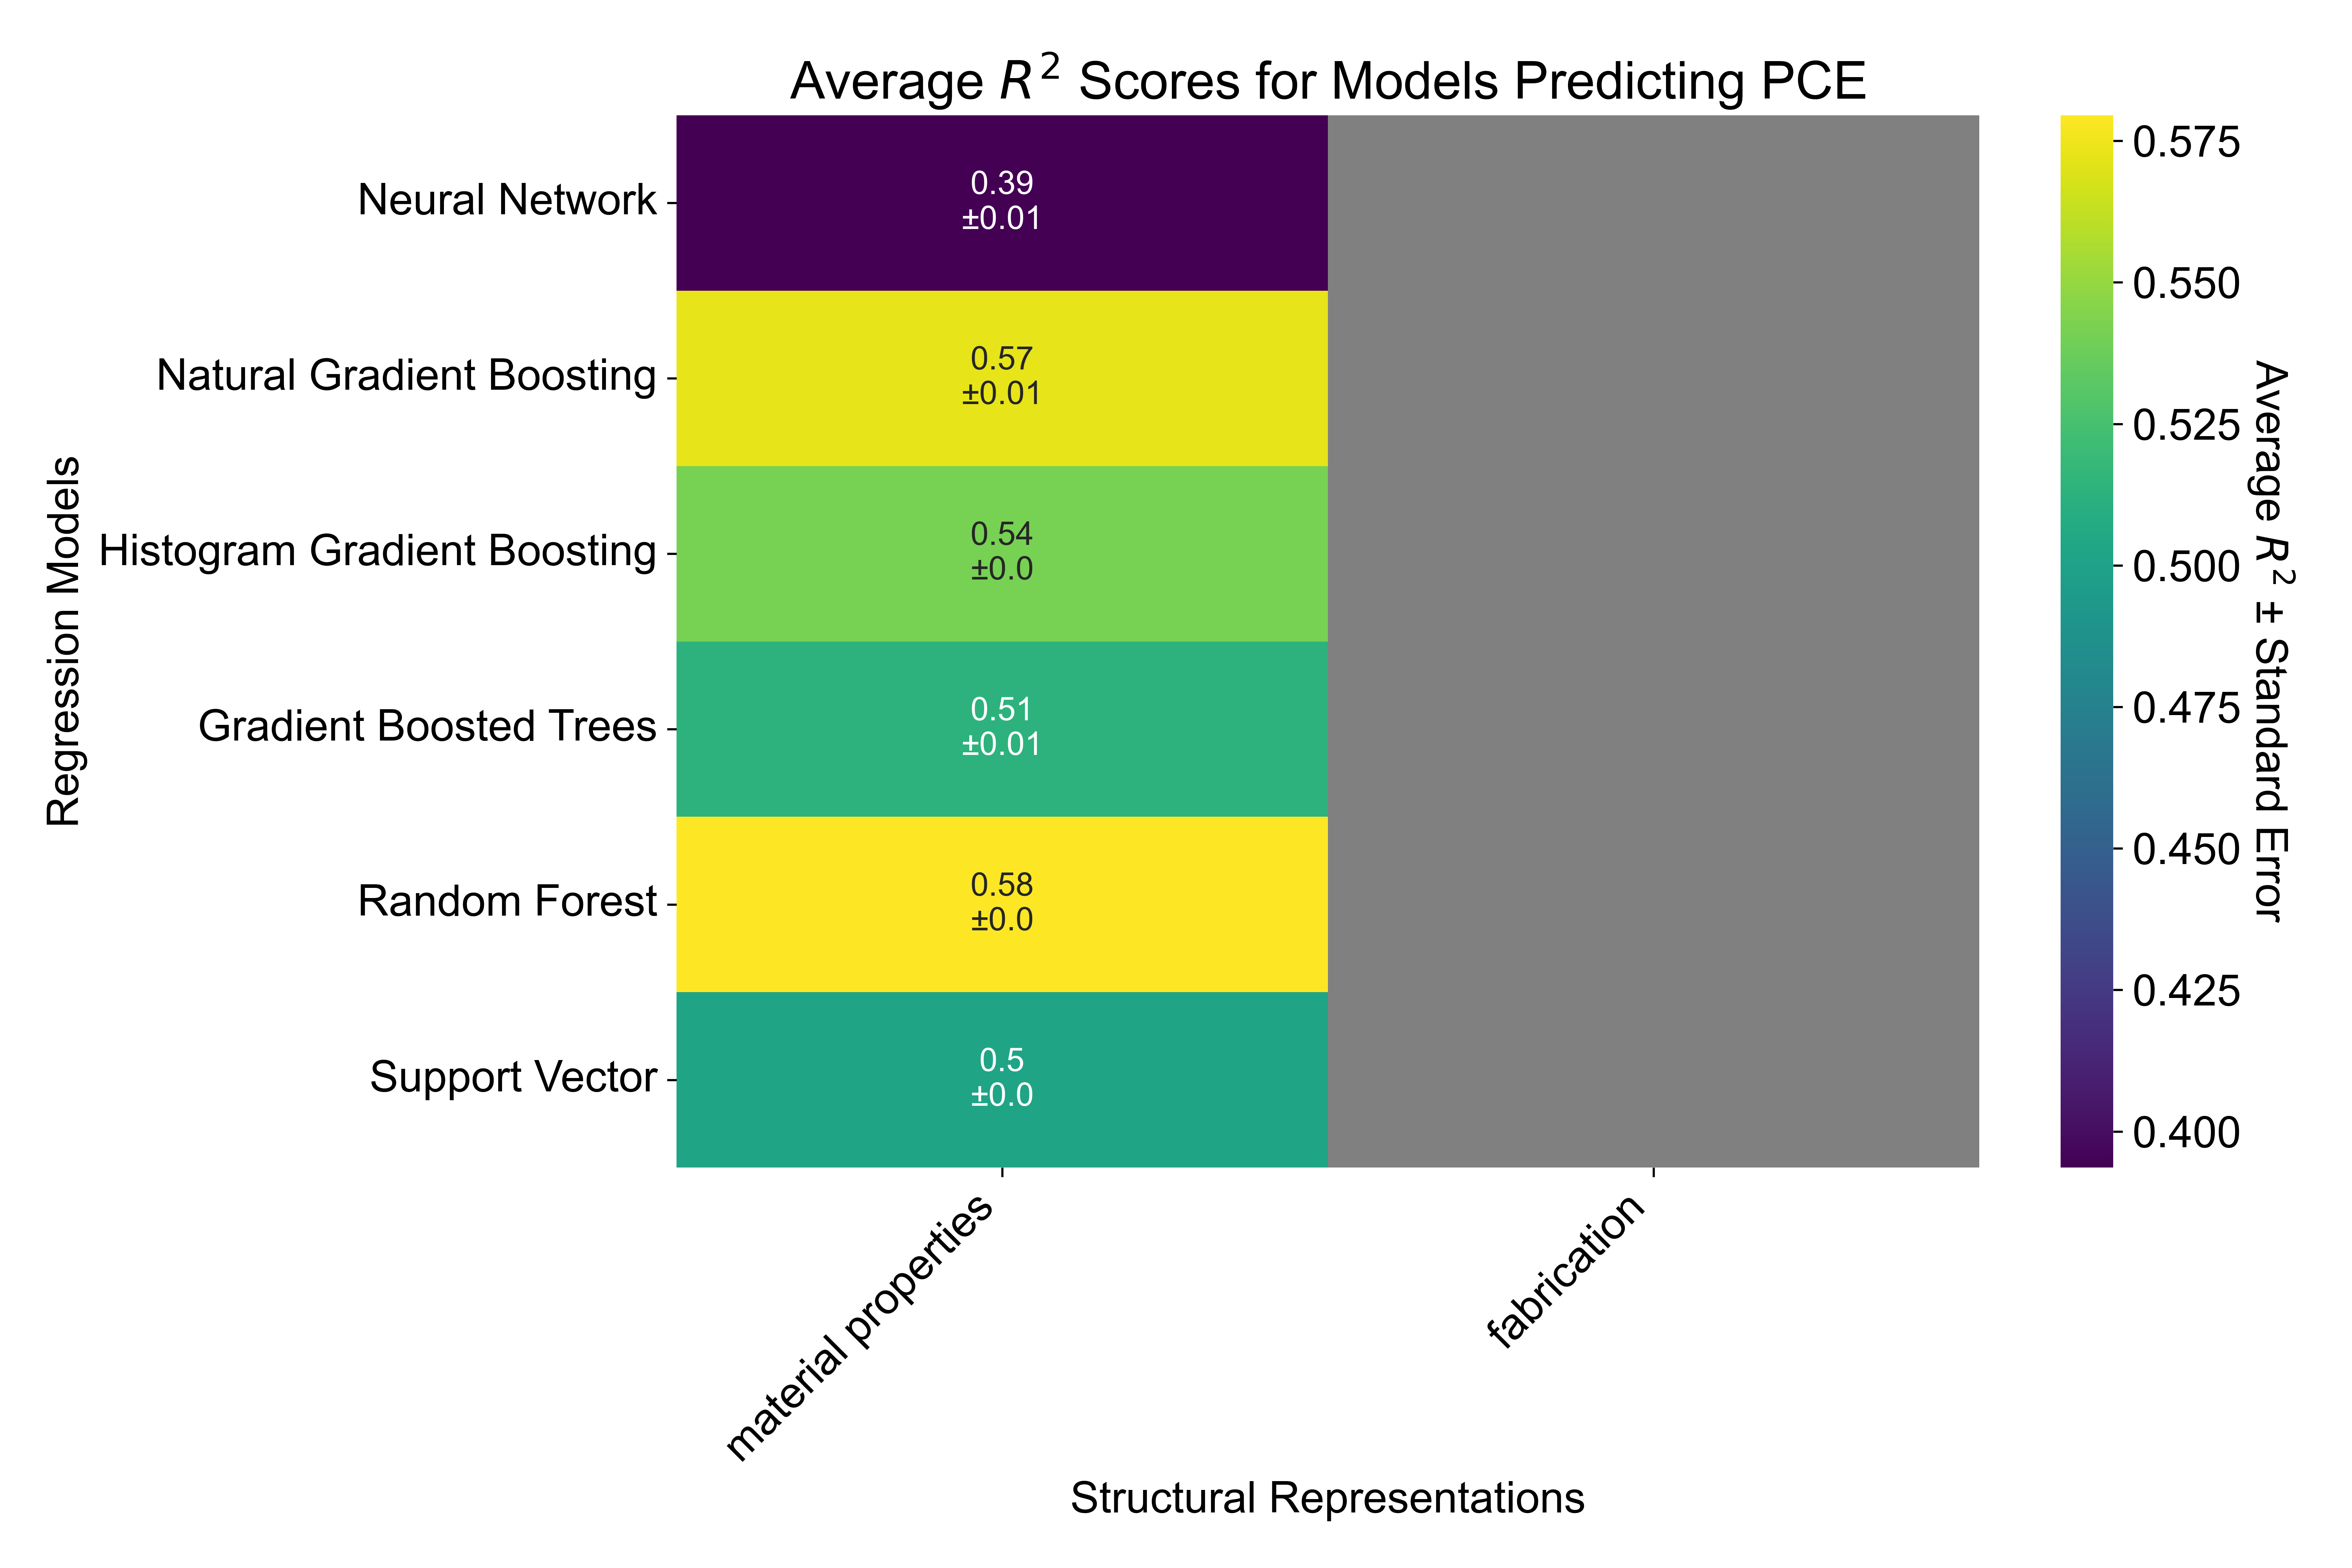 Average R² Scores for Models Predicting PCE
Regression Models
Neural Network
0.39
±0.01
Natural Gradient Boosting
0.57
±0.01
Histogram Gradient Boosting
0.54
±0.0
Gradient Boosted Trees
0.51
±0.01
Random Forest
0.58
±0.0
Support Vector
0.5
±0.0
material properties
fabrication
Structural Representations
0.575
0.550
0.525
0.500
0.475
0.450
0.425
0.400
Average R² ± Standard Error